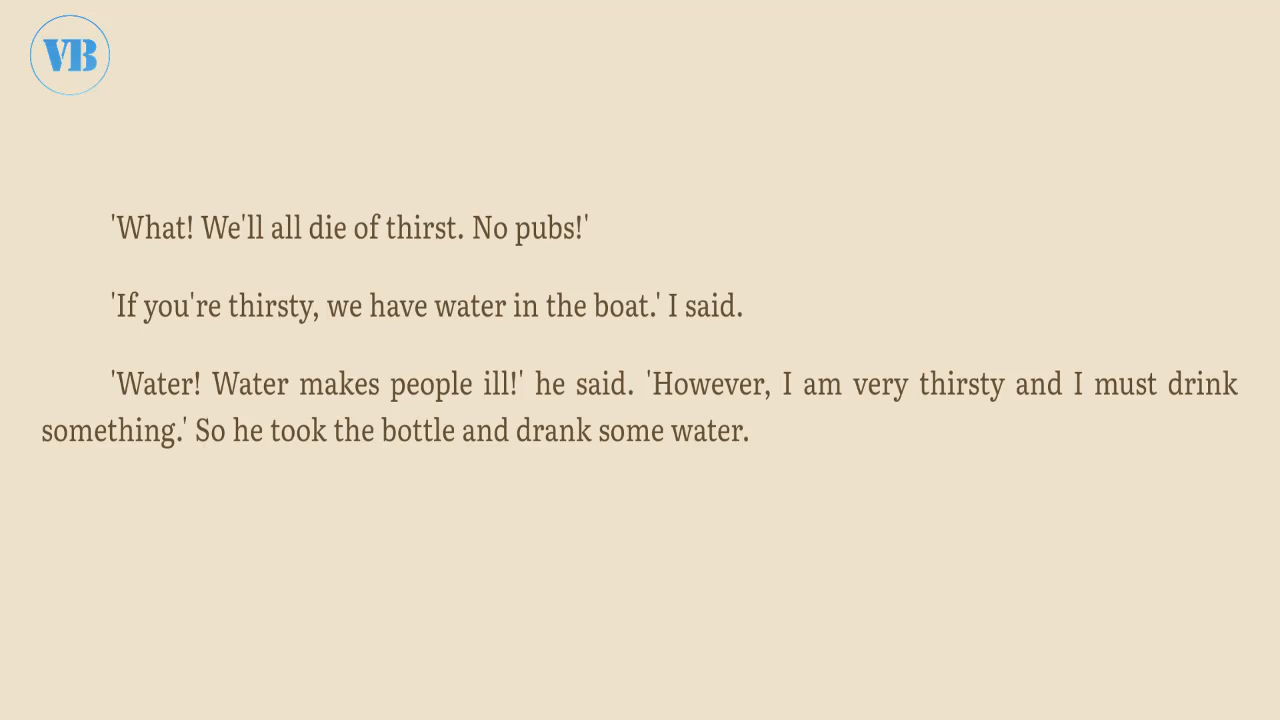 VB
'What! We'll all die of thirst. No pubs!'
'If you're thirsty, we have water in the boat.' I said.
'Water! Water makes people ill!' he said. 'However, I am very thirsty and I must drink
something.' So he took the bottle and drank some water.